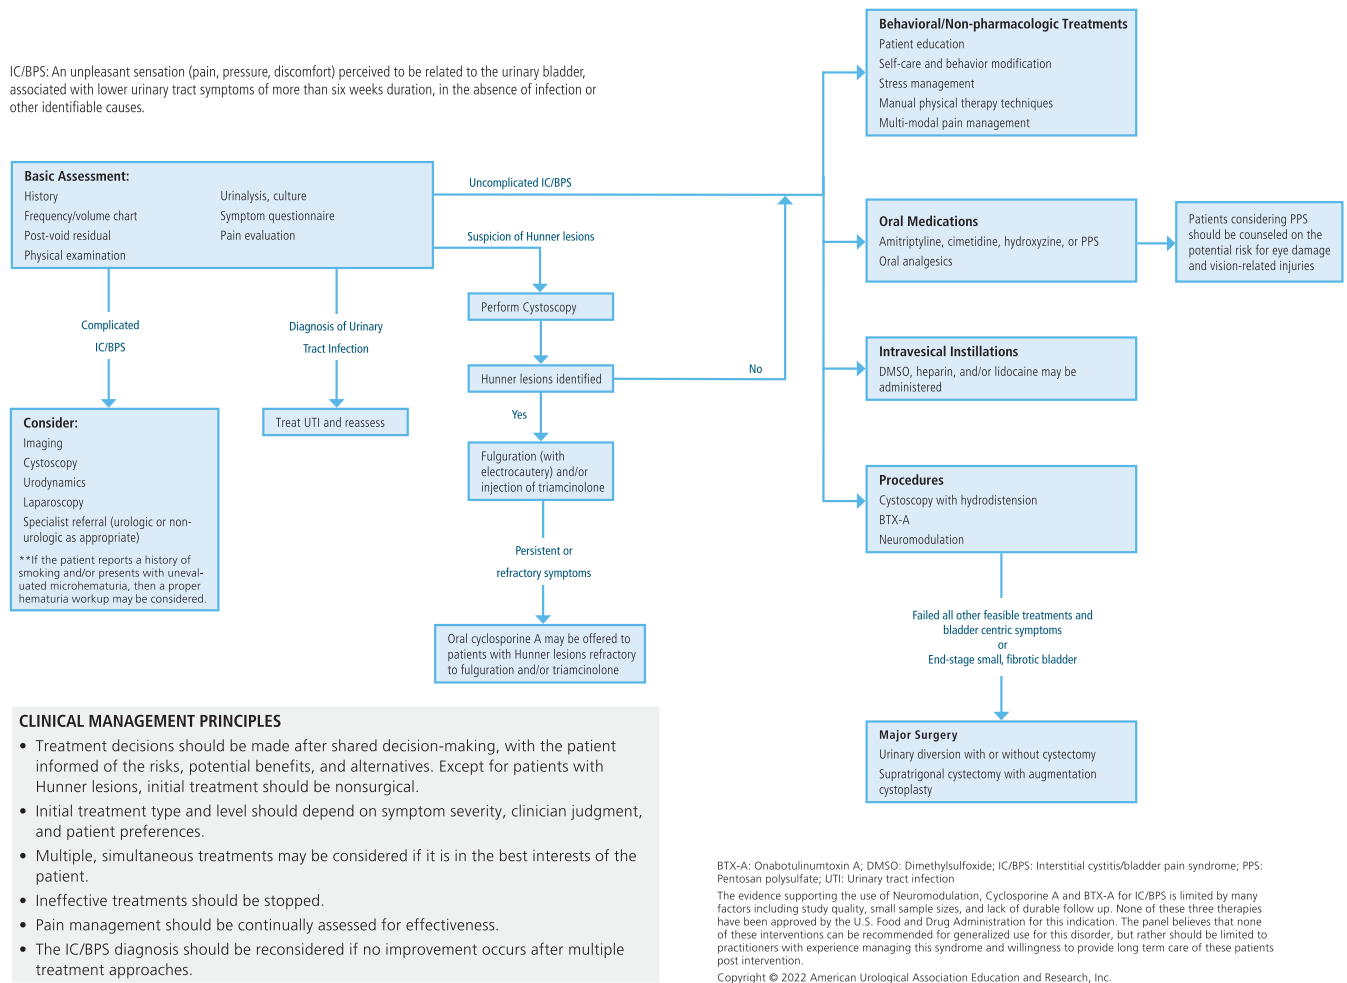 IC/BPS: An unpleasant sensation (pain, pressure, discomfort) perceived to be related to the urinary bladder,
associated with lower urinary tract symptoms of more than six weeks duration, in the absence of infection or
other identifiable causes.
Basic Assessment:
History
Frequency/volume chart
Post-void residual
Physical examination
Urinalysis, culture
Symptom questionnaire
Pain evaluation
Complicated
IC/BPS
Consider:
Imaging
Cystoscopy
Urodynamics
Laparoscopy
Specialist referral (urologic or non-
urologic as appropriate)
**If the patient reports a history of
smoking and/or presents with uneval-
uated microhematuria, then a proper
hematuria workup may be considered.
Diagnosis of Urinary
Tract Infection
Treat UTI and reassess
Suspicion of Hunner lesions
Perform Cystoscopy
Hunner lesions identified
Yes
Fulguration (with
electrocautery) and/or
injection of triamcinolone
Persistent or
refractory symptoms
Oral cyclosporine A may be offered to
patients with Hunner lesions refractory
to fulguration and/or triamcinolone
No
Uncomplicated IC/BPS
Behavioral/Non-pharmacologic Treatments
Patient education
Self-care and behavior modification
Stress management
Manual physical therapy techniques
Multi-modal pain management
Oral Medications
Amitriptyline, cimetidine, hydroxyzine, or PPS
Oral analgesics
Patients considering PPS
should be counseled on the
potential risk for eye damage
and vision-related injuries
Intravesical Instillations
DMSO, heparin, and/or lidocaine may be
administered
Procedures
Cystoscopy with hydrodistension
BTX-A
Neuromodulation
Failed all other feasible treatments and
bladder centric symptoms
or
End-stage small, fibrotic bladder
Major Surgery
Urinary diversion with or without cystectomy
Supratrigonal cystectomy with augmentation
cystoplasty
CLINICAL MANAGEMENT PRINCIPLES
• Treatment decisions should be made after shared decision-making, with the patient
informed of the risks, potential benefits, and alternatives. Except for patients with
Hunner lesions, initial treatment should be nonsurgical.
• Initial treatment type and level should depend on symptom severity, clinician judgment,
and patient preferences.
• Multiple, simultaneous treatments may be considered if it is in the best interests of the
patient.
• Ineffective treatments should be stopped.
• Pain management should be continually assessed for effectiveness.
• The IC/BPS diagnosis should be reconsidered if no improvement occurs after multiple
treatment approaches.
BTX-A: Onabotulinumtoxin A; DMSO: Dimethylsulfoxide; IC/BPS: Interstitial cystitis/bladder pain syndrome; PPS:
Pentosan polysulfate; UTI: Urinary tract infection
The evidence supporting the use of Neuromodulation, Cyclosporine A and BTX-A for IC/BPS is limited by many
factors including study quality, small sample sizes, and lack of durable follow up. None of these three therapies
have been approved by the U.S. Food and Drug Administration for this indication. The panel believes that none
of these interventions can be recommended for generalized use for this disorder, but rather should be limited to
practitioners with experience managing this syndrome and willingness to provide long term care of these patients
post intervention.
Copyright © 2022 American Urological Association Education and Research, Inc.